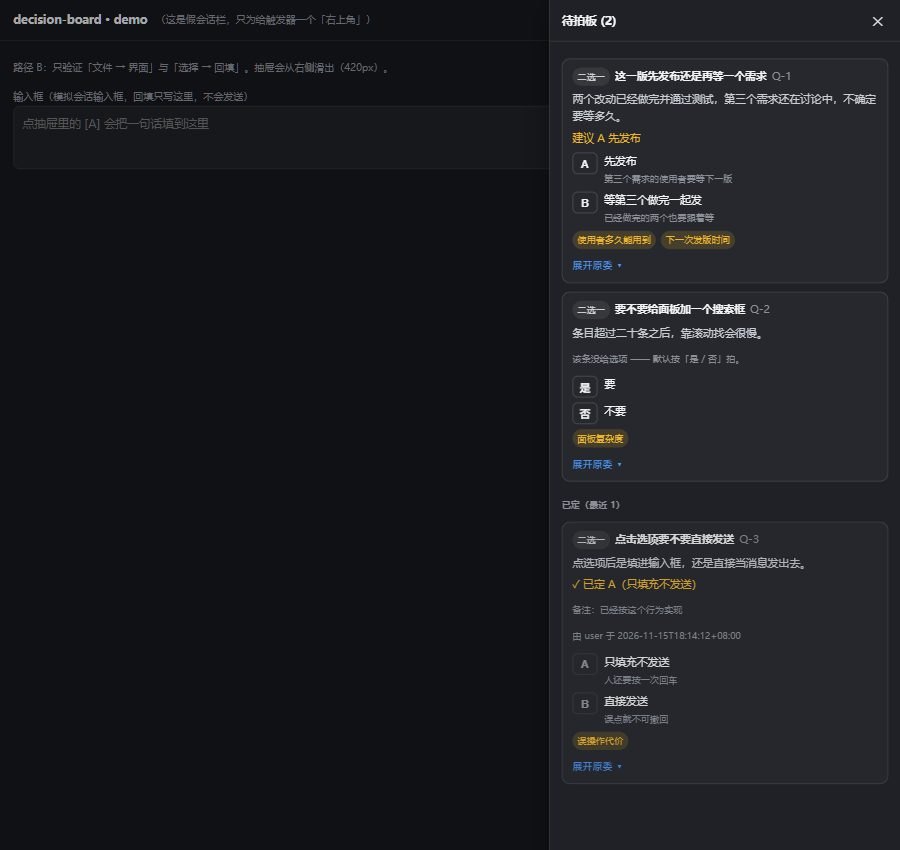 decision-board • demo （这是假会话栏，只为给触发器一个「右上角」）
路径 B：只验证「文件 → 界面」与「选择 → 回填」。抽屉会从右侧滑出（420px）。
输入框（模拟会话输入框，回填只写这里，不会发送）
点抽屉里的 [A] 会把一句话填到这里
待拍板 (2) ✕
二选一 这一版先发布还是再等一个需求 Q-1
两个改动已经做完并通过测试，第三个需求还在讨论中，不确定
要等多久。
建议 A 先发布
A 先发布
第三个需求的使用者要等下一版
B 等第三个做完一起发
已经做完的两个也要跟着等
使用者多久能用到 下一次发版时间
展开原委 ▾
二选一 要不要给面板加一个搜索框 Q-2
条目超过二十条之后，靠滚动找会很慢。
该条没给选项 —— 默认按「是 / 否」拍。
是 要
否 不要
面板复杂度
展开原委 ▾
已定（最近 1）
二选一 点击选项要不要直接发送 Q-3
点选项后是填进输入框，还是直接当消息发出去。
✓ 已定 A（只填充不发送）
备注：已经按这个行为实现
由 user 于 2026-11-15T18:14:12+08:00
A 只填充不发送
人还要按一次回车
B 直接发送
误点就不可撤回
误操作代价
展开原委 ▾